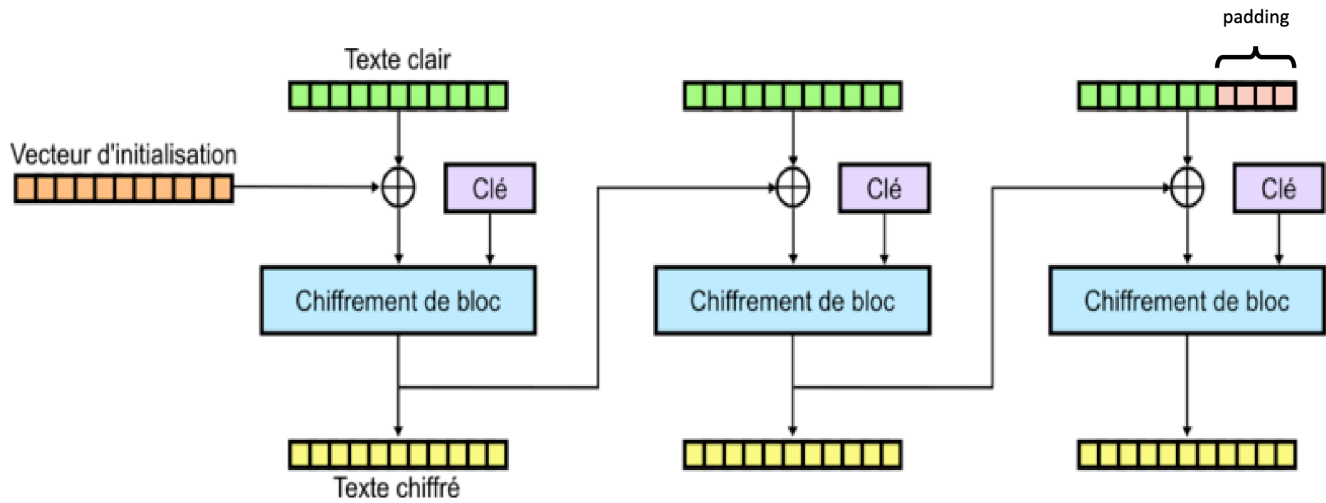 padding
Texte clair
Vecteur d'initialisation
Clé
Clé
Clé
Chiffrement de bloc
Chiffrement de bloc
Chiffrement de bloc
Texte chiffré